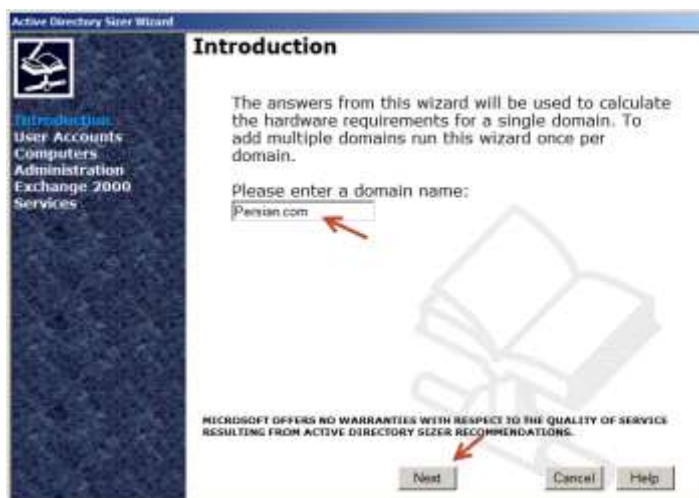 Active Directory Sizer Wizard
Introduction
Introduction
User Accounts
Computers
Administration
Exchange 2000
Services
The answers from this wizard will be used to calculate
the hardware requirements for a single domain. To
add multiple domains run this wizard once per
domain.
Please enter a domain name:
Persian.com
MICROSOFT OFFERS NO WARRANTIES WITH RESPECT TO THE QUALITY OF SERVICE
RESULTING FROM ACTIVE DIRECTORY SIZER RECOMMENDATIONS.
Next
Cancel
Help